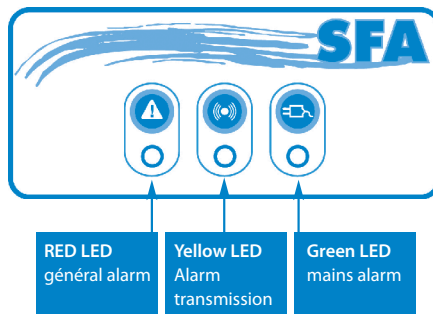 SFA
RED LED
général alarm
Yellow LED
Alarm
transmission
Green LED
mains alarm